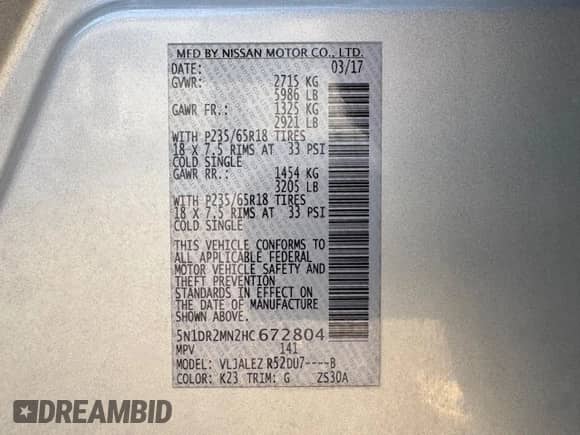 MFD BY NISSAN MOTOR CO., LTD.
DATE: 03/17
GVWR: 2715 KG
5986 LB
GAWR FR.: 1325 KG
2921 LB
WITH P235/65R18 TIRES
18 X 7.5 RIMS AT 33 PSI
COLD SINGLE
GAWR RR.: 1454 KG
3205 LB
WITH P235/65R18 TIRES
18 X 7.5 RIMS AT 33 PSI
COLD SINGLE
THIS VEHICLE CONFORMS TO
ALL APPLICABLE FEDERAL
MOTOR VEHICLE SAFETY AND
THEFT PREVENTION
STANDARDS IN EFFECT ON
THE DATE OF MANUFACTURE
SHOWN ABOVE.
5N1DR2MN2HC672804
MPV 141
MODEL: VLJALEZ R52DU7----B
COLOR: K23 TRIM: G ZS30A
DREAMBID